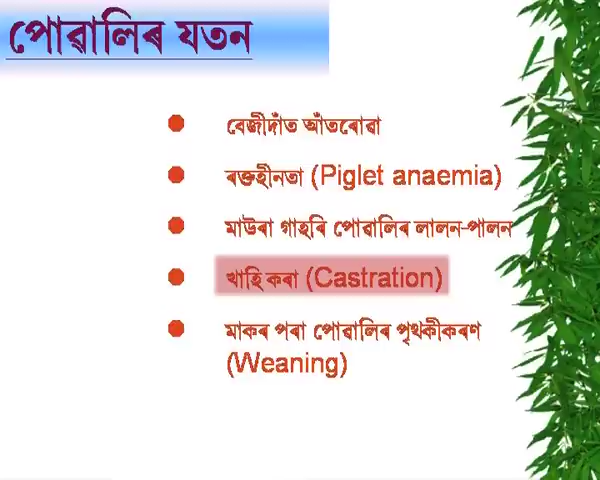 পোৱালিৰ যতন
বেজীদাঁত আঁতৰোৱা
ৰক্তহীনতা (Piglet anaemia)
মাউৰা গাহৰি পোৱালিৰ লালন-পালন
খাহি কৰা (Castration)
মাকৰ পৰা পোৱালিৰ পৃথকীকৰণ
(Weaning)